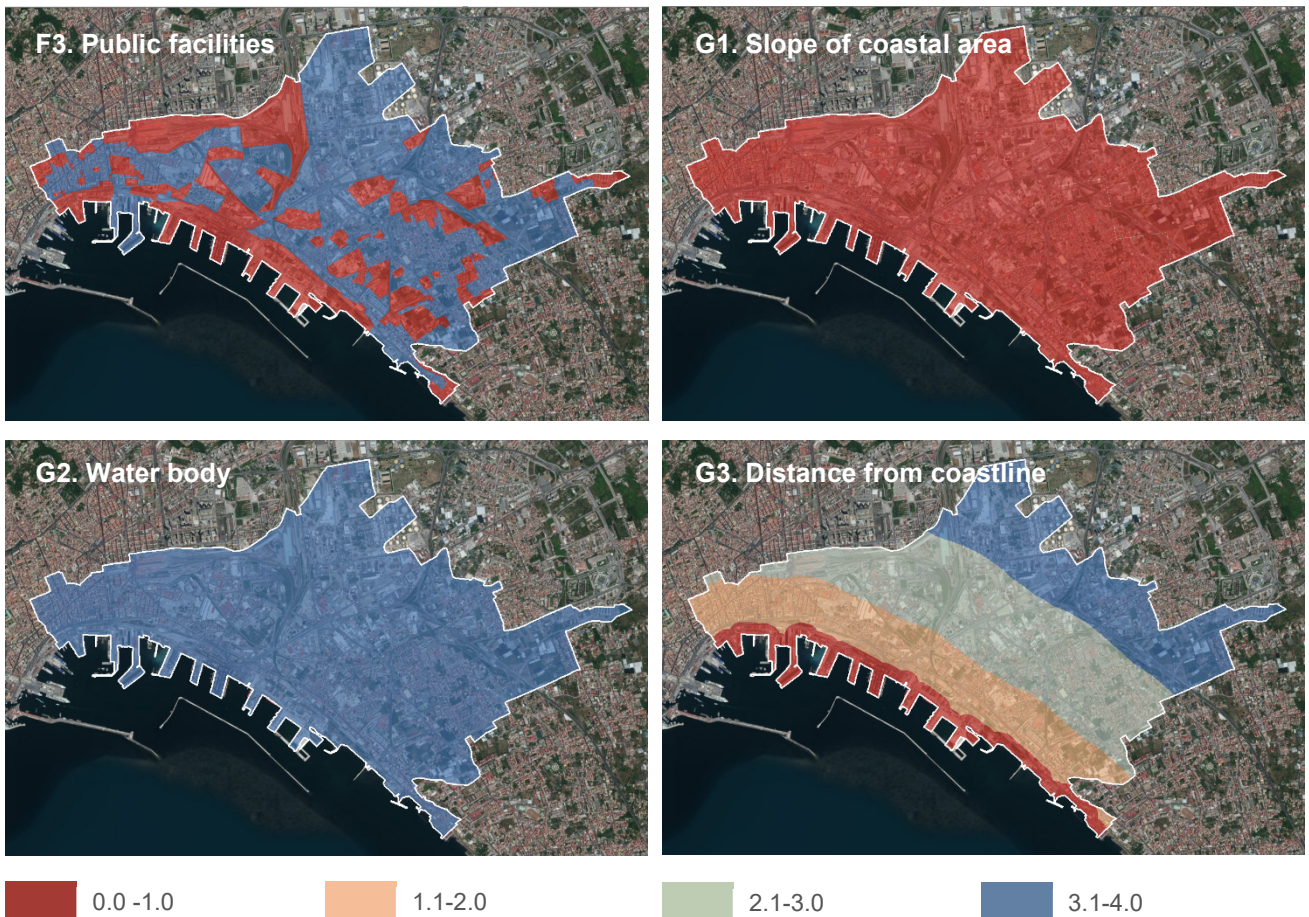 F3. Public facilities
G1. Slope of coastal area
G2. Water body
G3. Distance from coastline
0.0 -1.0
1.1-2.0
2.1-3.0
3.1-4.0